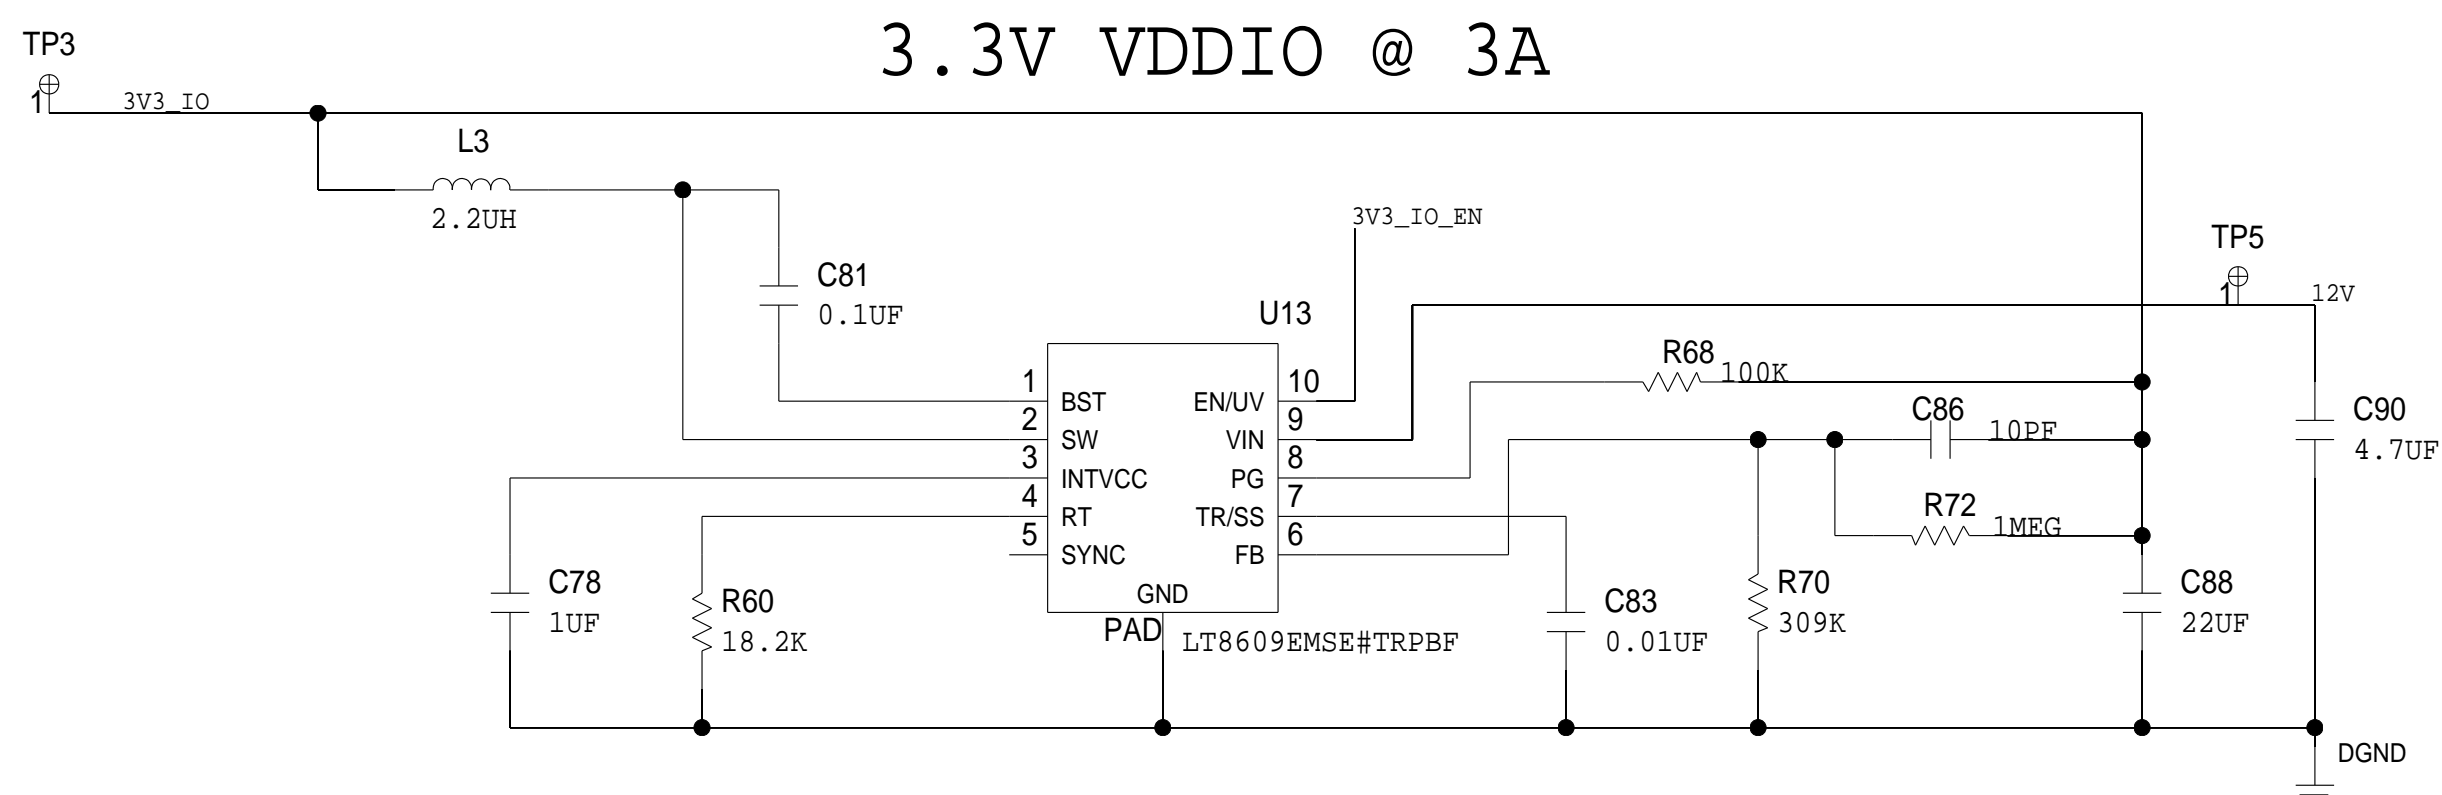 3.3V VDDIO @ 3A
TP3
1
3V3_IO
L3
2.2UH
3V3_IO_EN
TP5
1
12V
C81
0.1UF
U13
1
BST
2
SW
3
INTVCC
4
RT
5
SYNC
10
EN/UV
9
VIN
8
PG
7
TR/SS
6
FB
GND
PAD
LT8609EMSE#TRPBF
R68
100K
C86
10PF
R72
1MEG
C90
4.7UF
C78
1UF
R60
18.2K
C83
0.01UF
R70
309K
C88
22UF
DGND